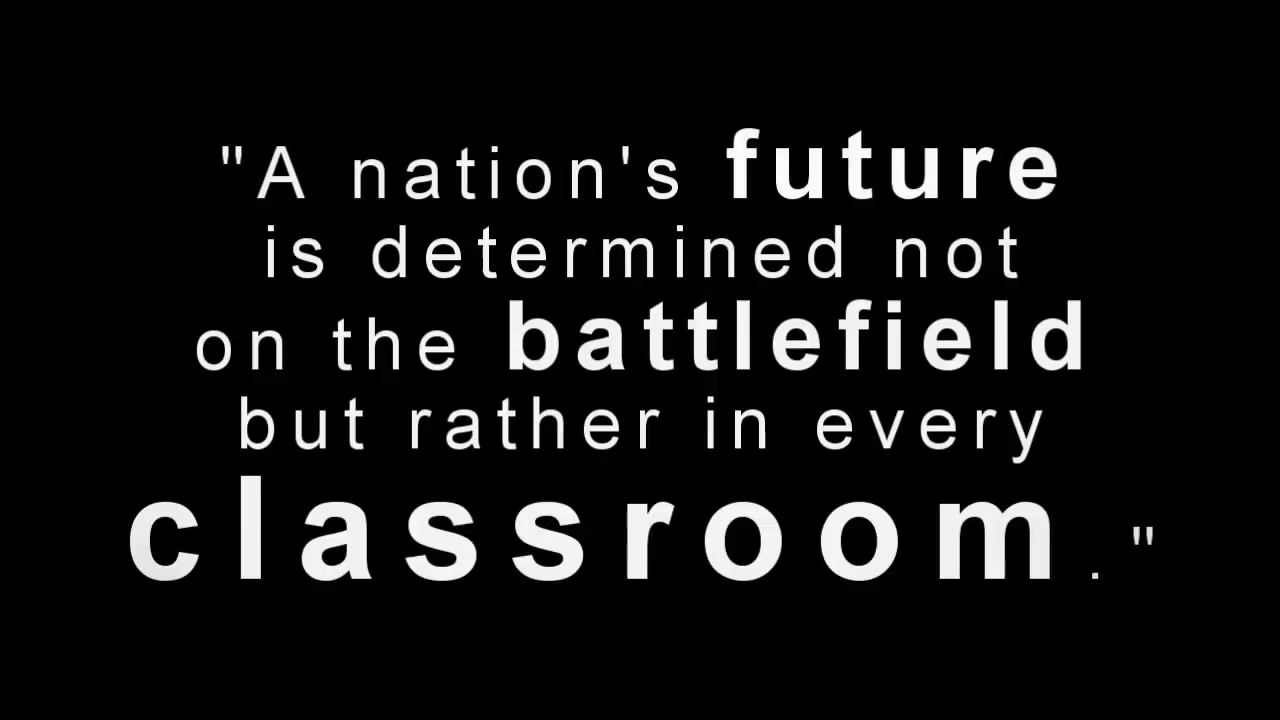 "A nation's future
is determined not
on the battlefield
but rather in every
classroom."